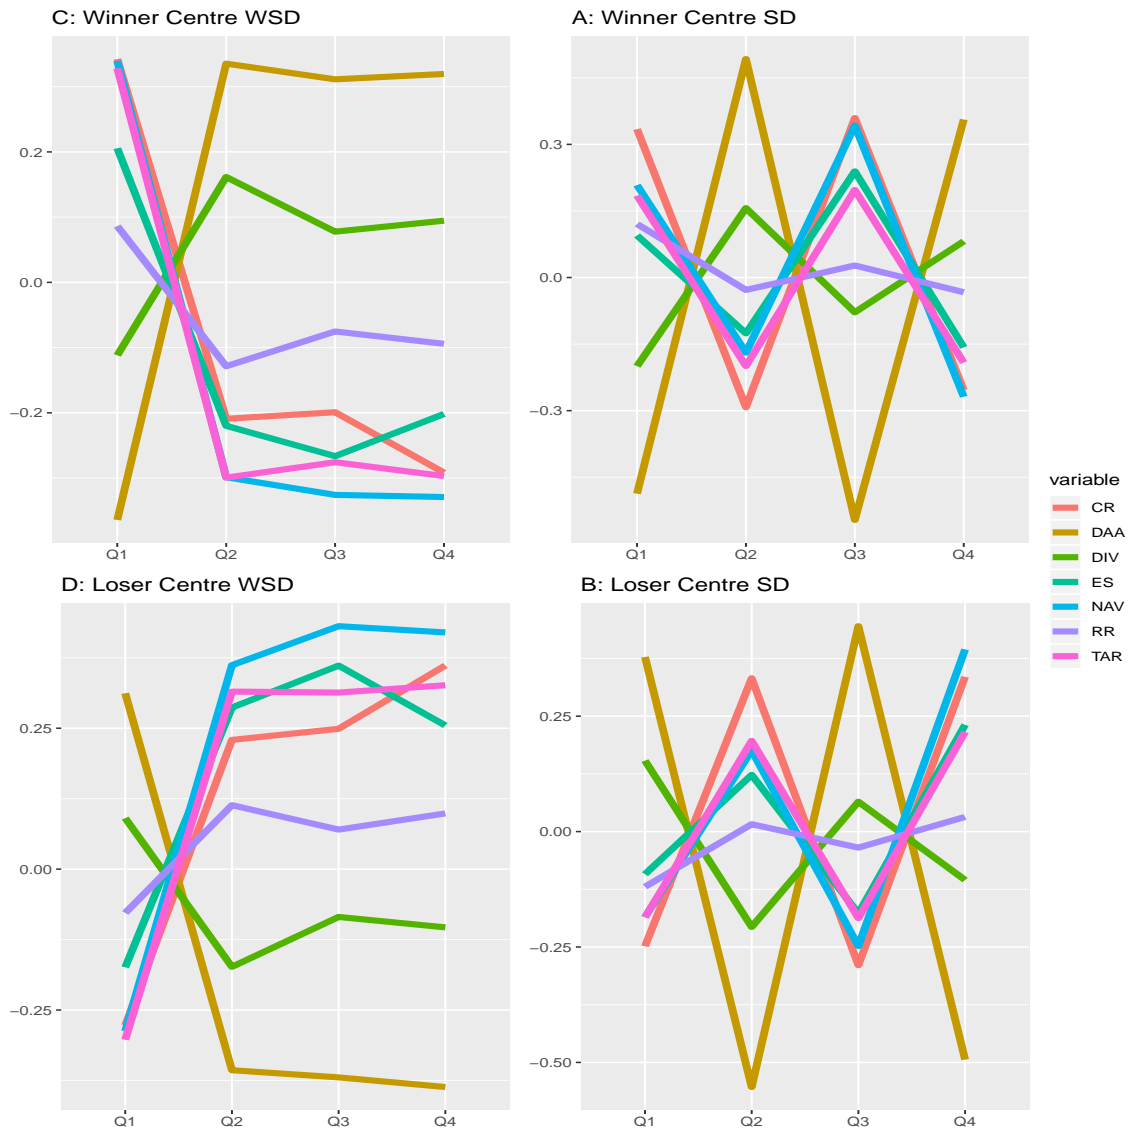 C: Winner Centre WSD
0.2
0.0
−0.2
Q1 Q2 Q3 Q4
A: Winner Centre SD
0.3
0.0
−0.3
Q1 Q2 Q3 Q4
D: Loser Centre WSD
0.25
0.00
−0.25
Q1 Q2 Q3 Q4
B: Loser Centre SD
0.25
0.00
−0.25
−0.50
Q1 Q2 Q3 Q4
variable
CR
DAA
DIV
ES
NAV
RR
TAR